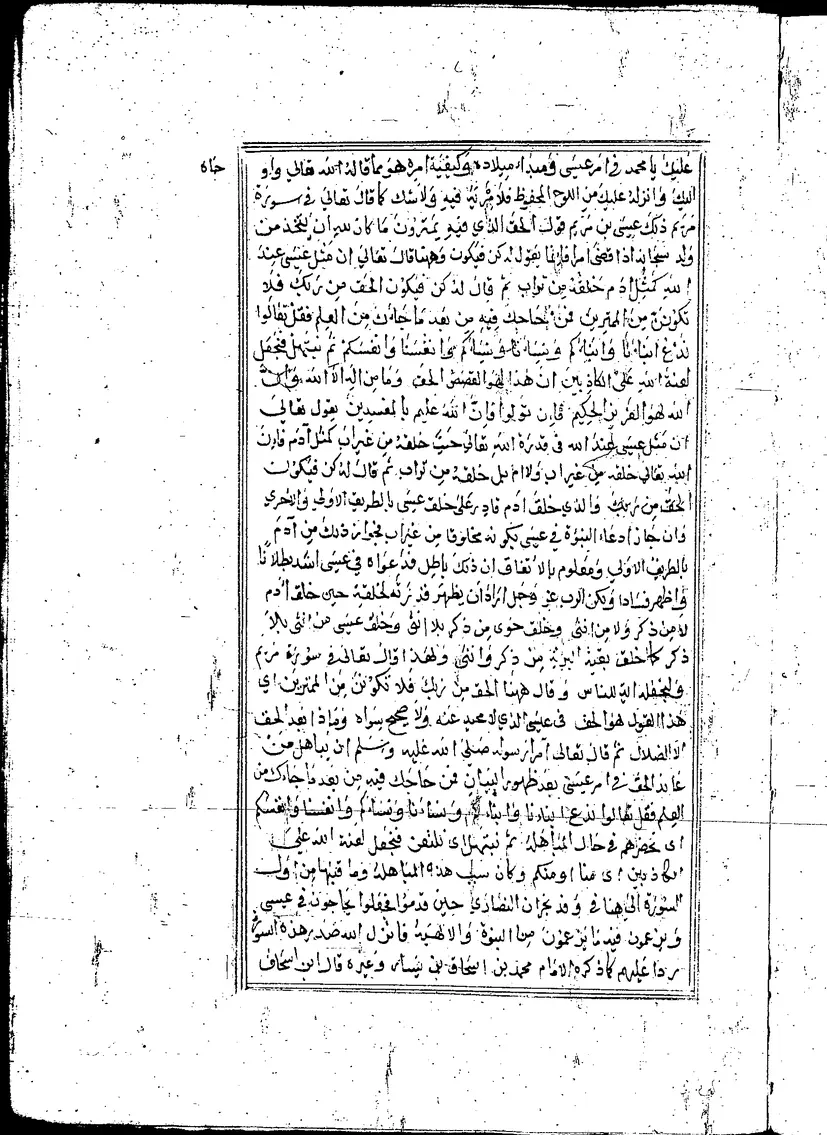 عليك يا محمد في امر عيسى ومبدا ميلاده وكيفية امره هو مما قاله الله تعالى واو
حاه
اليك وانزله عليك من اللوح المحفوظ فلا مرية فيه ولا شك كما قال تعالى في سورة
مريم ذلك عيسى بن مريم قول الحق الذي فيه يمترون ما كان لله ان يتخذ من
ولد سبحانه اذا قضى امرا فانما يقول له كن فيكون وههنا قال تعالى ان مثل عيسى عند
الله كمثل ادم خلقه من تراب ثم قال له كن فيكون الحق من ربك فلا
تكونن من الممترين فمن حاجك فيه من بعد ما جاءك من العلم فقل تعالوا
ندع ابناءنا وابناءكم ونساءنا ونساءكم وانفسنا وانفسكم ثم نبتهل فنجعل
لعنة الله على الكاذبين ان هذا لهو القصص الحق وما من اله الا الله وان
الله لهو العزيز الحكيم فان تولوا فان الله عليم بالمفسدين يقول تعالى
ان مثل عيسى عند الله في قدرة الله تعالى حيث خلقه من غير اب كمثل آدم فان
الله تعالى خلقه من غير اب ولا ام بل خلقه من تراب ثم قال له كن فيكون
الحق من ربك والذي خلق ادم قادر على خلق عيسى بالطريق الاولى والاحرى
وان جاز ادعاء البنوة في عيسى بكونه مخلوقا من غير اب فجواز ذلك من آدم
بالطريق الاولى ومعلوم بالاتفاق ان ذلك باطل فدعواه في عيسى اشد بطلانا
واظهر فسادا ولكن الرب عز وجل اراد ان يظهر قدرته لخلقه حين خلق ادم
لا من ذكر ولا من انثى وخلق حوى من ذكر بلا انثى وخلق عيسى من انثى بلا
ذكر كما خلق بقية البرية من ذكر وانثى ولهذا قال تعالى في سورة مريم
ولنجعله اية للناس وقال ههنا الحق من ربك فلا تكونن من الممترين اي
هذا القول هو الحق في عيسى الذي لا محيد عنه ولا صحيح سواه وماذا بعد الحق
الا الضلال ثم قال تعالى امرا رسوله صلى الله عليه وسلم ان يباهل من
عاند الحق في امر عيسى بعد ظهور البيان فمن حاجك فيه من بعد ما جاءك من
العلم فقل تعالوا ندع ابناءنا وابناءكم ونساءنا ونساءكم وانفسنا وانفسكم
اي نحضرهم في حال المباهلة ثم نبتهل اي نلتعن فنجعل لعنة الله على
الكاذبين اي منا او منكم وكان سبب هذه المباهلة وما قبلها من اول
السورة الى هنا في وفد نجران النصارى حين قدموا فجعلوا يحاجون في عيسى
ويزعمون فيه ما يزعمون من البنوة والالهية فانزل الله صدر هذه السورة
ردا عليهم كما ذكره الامام محمد بن اسحاق بن يسار وغيره قال ابن اسحاق